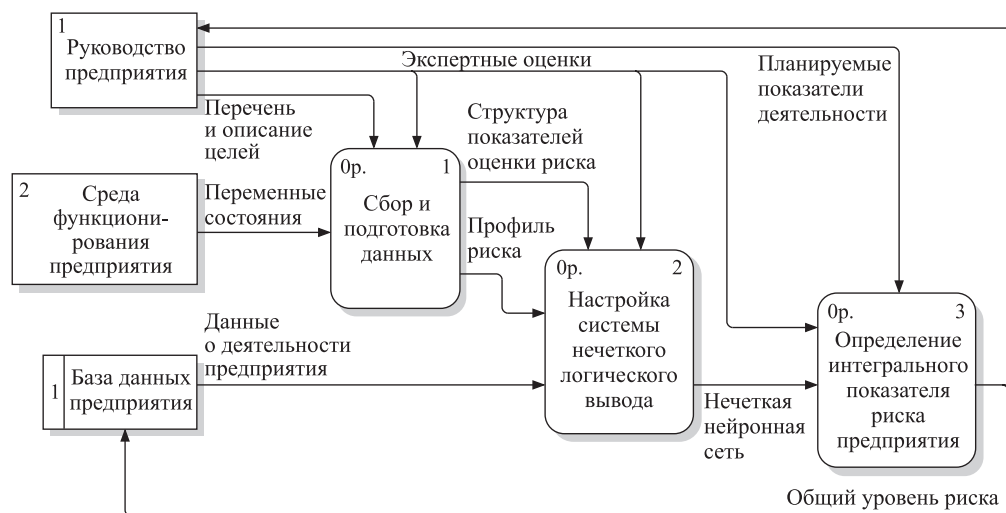 1
Руководство
предприятия
Экспертные оценки
Планируемые
показатели
деятельности
Перечень
и описание
целей
Структура
показателей
оценки риска
0р. 1
Сбор и
подготовка
данных
2
Среда
функциони-
рования
предприятия
Переменные
состояния
Профиль
риска
0р. 2
Настройка
системы
нечеткого
логического
вывода
0р. 3
Определение
интегрального
показателя
риска
предприятия
Данные
о деятельности
предприятия
1
База данных
предприятия
Нечеткая
нейронная
сеть
Общий уровень риска